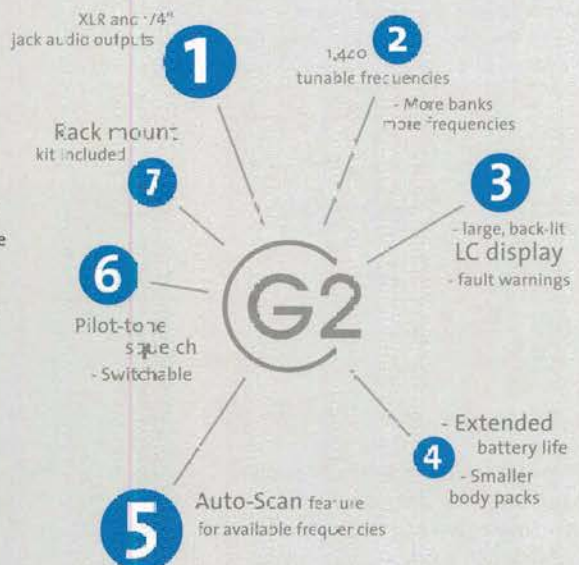 XLR and 1/4"
jack audio outputs
1
1,440
2
tunable frequencies
- More banks
more frequencies
Rack mount
kit included
7
3
- large, back-lit
LC display
- fault warnings
e
6
G2
Pilot-tone
squelch
- Switchable
- Extended
battery life
4
- Smaller
body packs
5
Auto-Scan feature
for available frequencies